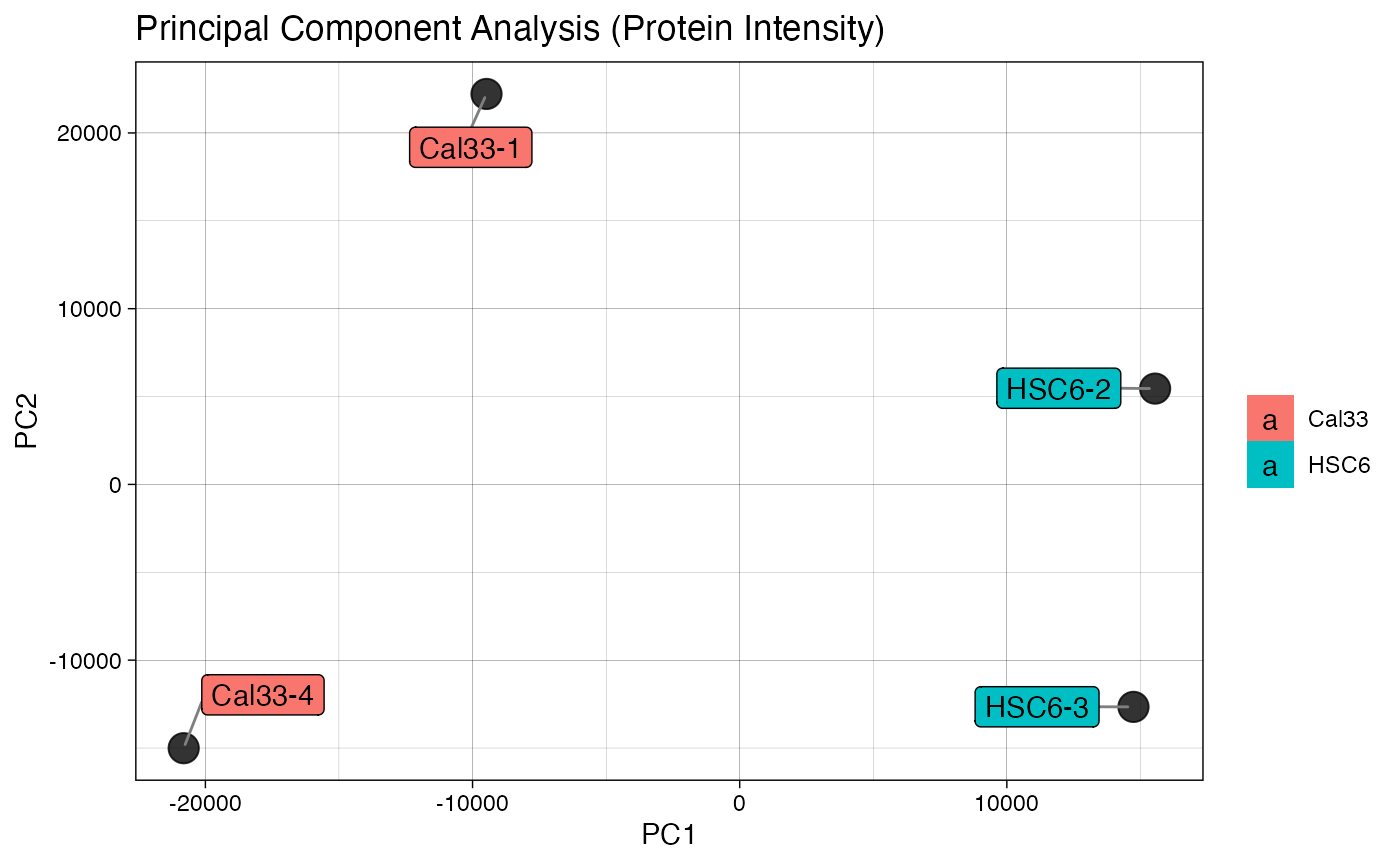 Principal Component Analysis (Protein Intensity)
20000
10000
0
-10000
PC2
Cal33-1
HSC6-2
Cal33-4
HSC6-3
-20000
-10000
0
10000
PC1
a Cal33
a HSC6